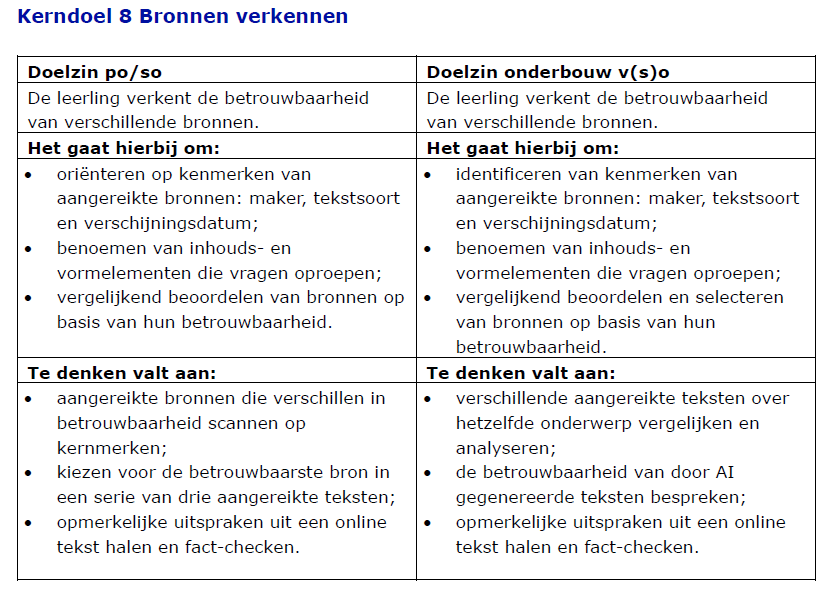 Kerndoel 8 Bronnen verkennen
Doelzin po/so
De leerling verkent de betrouwbaarheid
van verschillende bronnen.
Het gaat hierbij om:
• oriënteren op kenmerken van
aangereikte bronnen: maker, tekstsoort
en verschijningsdatum;
• benoemen van inhouds- en
vormelementen die vragen oproepen;
• vergelijkend beoordelen van bronnen op
basis van hun betrouwbaarheid.
Te denken valt aan:
• aangereikte bronnen die verschillen in
betrouwbaarheid scannen op
kernmerken;
• kiezen voor de betrouwbaarste bron in
een serie van drie aangereikte teksten;
• opmerkelijke uitspraken uit een online
tekst halen en fact-checken.
Doelzin onderbouw v(s)o
De leerling verkent de betrouwbaarheid
van verschillende bronnen.
Het gaat hierbij om:
• identificeren van kenmerken van
aangereikte bronnen: maker, tekstsoort
en verschijningsdatum;
• benoemen van inhouds- en
vormelementen die vragen oproepen;
• vergelijkend beoordelen en selecteren
van bronnen op basis van hun
betrouwbaarheid.
Te denken valt aan:
• verschillende aangereikte teksten over
hetzelfde onderwerp vergelijken en
analyseren;
• de betrouwbaarheid van door AI
gegenereerde teksten bespreken;
• opmerkelijke uitspraken uit een online
tekst halen en fact-checken.